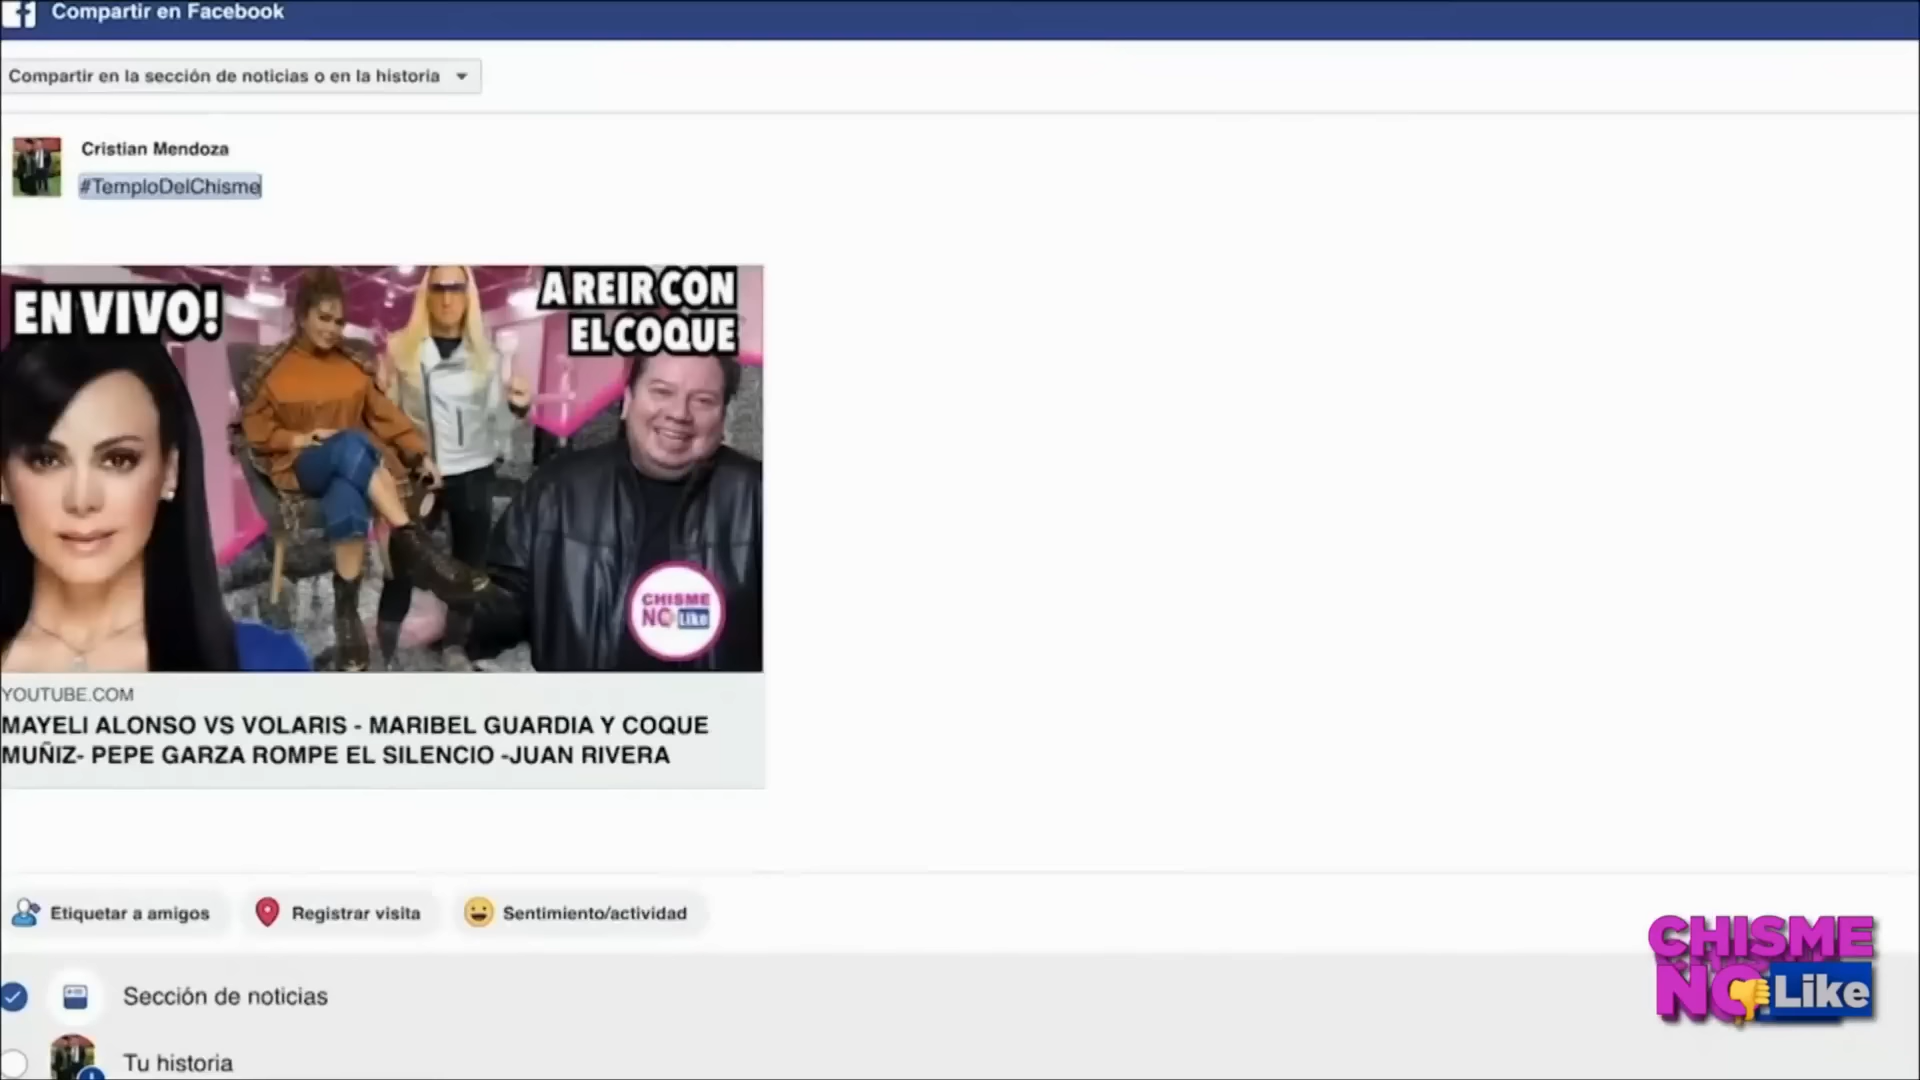 Compartir en Facebook
Compartir en la sección de noticias o en la historia
Cristian Mendoza
#TemploDelChisme
EN VIVO!
A REIR CON
EL COQUE
CHISME
NO Like
YOUTUBE.COM
MAYELI ALONSO VS VOLARIS - MARIBEL GUARDIA Y COQUE
MUÑIZ- PEPE GARZA ROMPE EL SILENCIO -JUAN RIVERA
Etiquetar a amigos
Registrar visita
Sentimiento/actividad
Sección de noticias
Tu historia
CHISME
NO Like